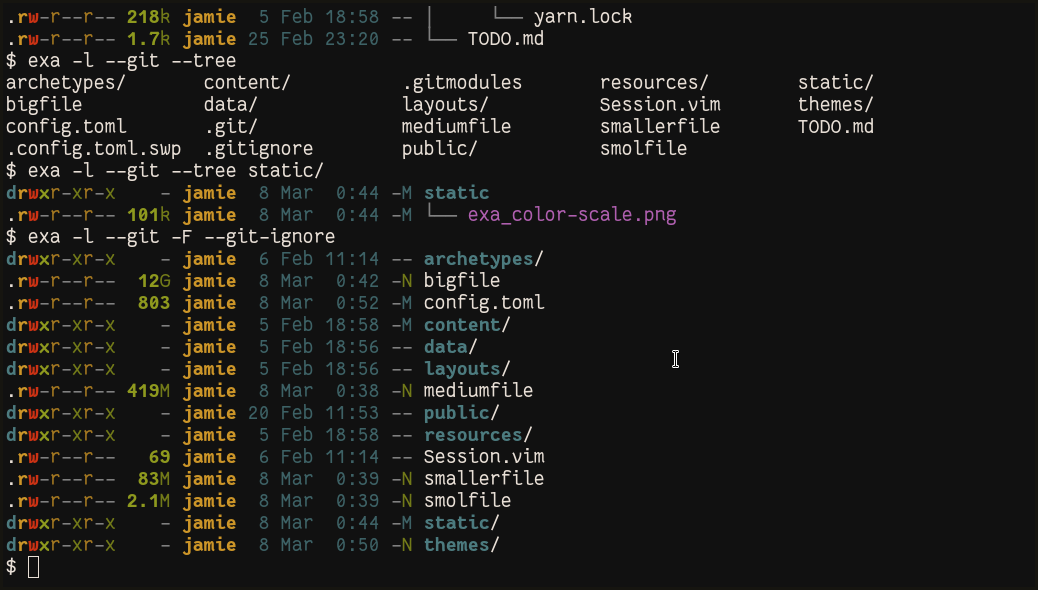 .rw-r--r-- 218k jamie  5 Feb 18:58 -- │     └── yarn.lock
.rw-r--r-- 1.7k jamie 25 Feb 23:20 -- └── TODO.md
$ exa -l --git --tree
archetypes/       content/          .gitmodules       resources/        static/
bigfile           data/             layouts/          Session.vim       themes/
config.toml       .git/             mediumfile        smallerfile       TODO.md
.config.toml.swp  .gitignore        public/           smolfile
$ exa -l --git --tree static/
drwxr-xr-x    - jamie  8 Mar  0:44 -M static
.rw-r--r-- 101k jamie  8 Mar  0:44 -M └── exa_color-scale.png
$ exa -l --git -F --git-ignore
drwxr-xr-x    - jamie  6 Feb 11:14 -- archetypes/
.rw-r--r--  12G jamie  8 Mar  0:42 -N bigfile
.rw-r--r--  803 jamie  8 Mar  0:52 -M config.toml
drwxr-xr-x    - jamie  5 Feb 18:58 -M content/
drwxr-xr-x    - jamie  5 Feb 18:56 -- data/
drwxr-xr-x    - jamie  5 Feb 18:56 -- layouts/
.rw-r--r-- 419M jamie  8 Mar  0:38 -N mediumfile
drwxr-xr-x    - jamie 20 Feb 11:53 -- public/
drwxr-xr-x    - jamie  5 Feb 18:58 -- resources/
.rw-r--r--   69 jamie  6 Feb 11:14 -- Session.vim
.rw-r--r--  83M jamie  8 Mar  0:39 -N smallerfile
.rw-r--r-- 2.1M jamie  8 Mar  0:39 -N smolfile
drwxr-xr-x    - jamie  8 Mar  0:44 -M static/
drwxr-xr-x    - jamie  8 Mar  0:50 -N themes/
$